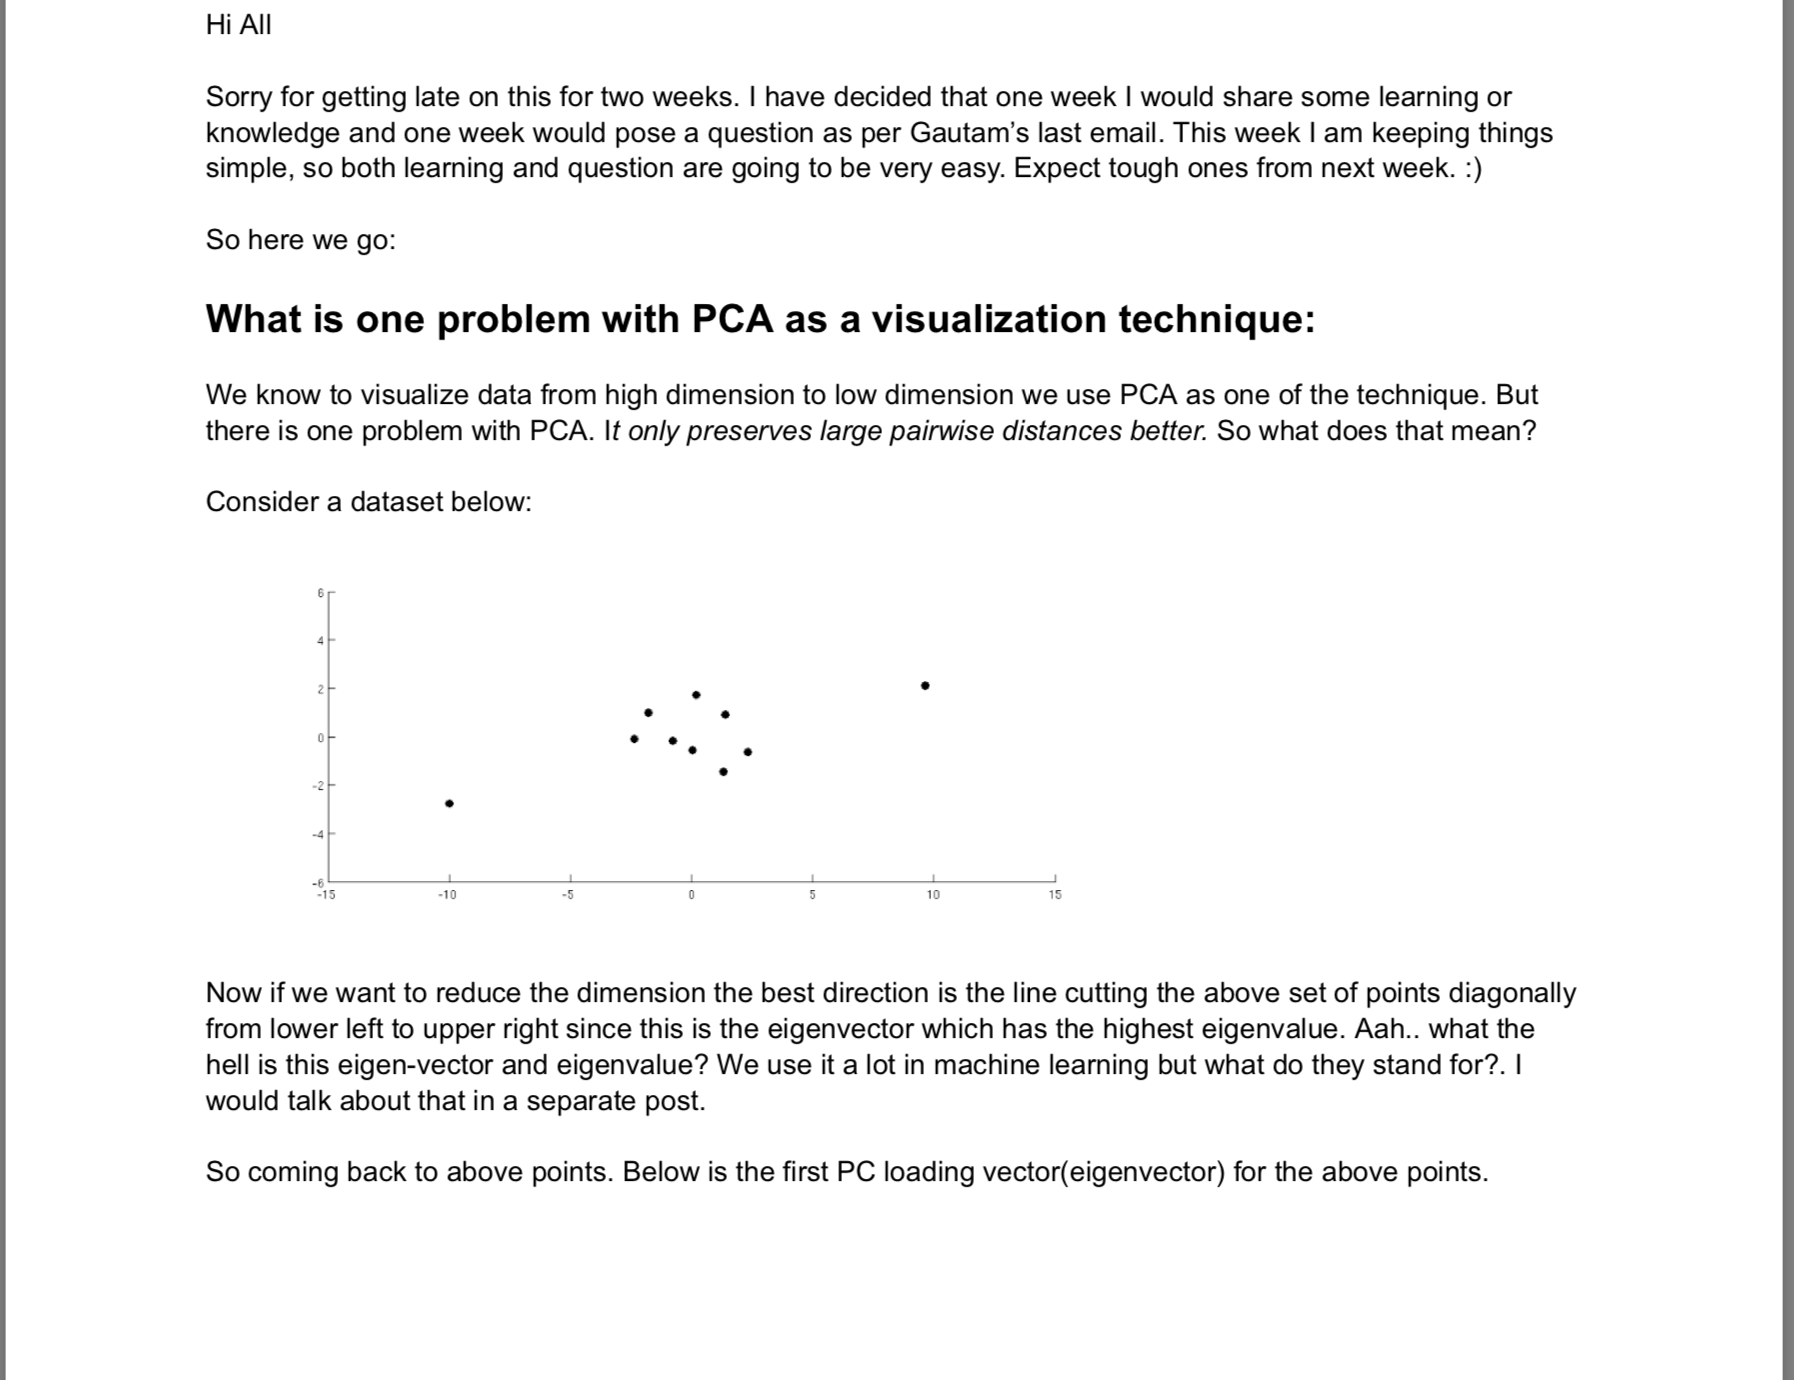 Hi All
Sorry for getting late on this for two weeks. I have decided that one week I would share some learning or
knowledge and one week would pose a question as per Gautam’s last email. This week I am keeping things
simple, so both learning and question are going to be very easy. Expect tough ones from next week. :)
So here we go:
What is one problem with PCA as a visualization technique:
We know to visualize data from high dimension to low dimension we use PCA as one of the technique. But
there is one problem with PCA. It only preserves large pairwise distances better. So what does that mean?
Consider a dataset below:
6
4
2
0
-2
-4
-6
-15 -10 -5 0 5 10 15
Now if we want to reduce the dimension the best direction is the line cutting the above set of points diagonally
from lower left to upper right since this is the eigenvector which has the highest eigenvalue. Aah.. what the
hell is this eigen-vector and eigenvalue? We use it a lot in machine learning but what do they stand for?. I
would talk about that in a separate post.
So coming back to above points. Below is the first PC loading vector(eigenvector) for the above points.